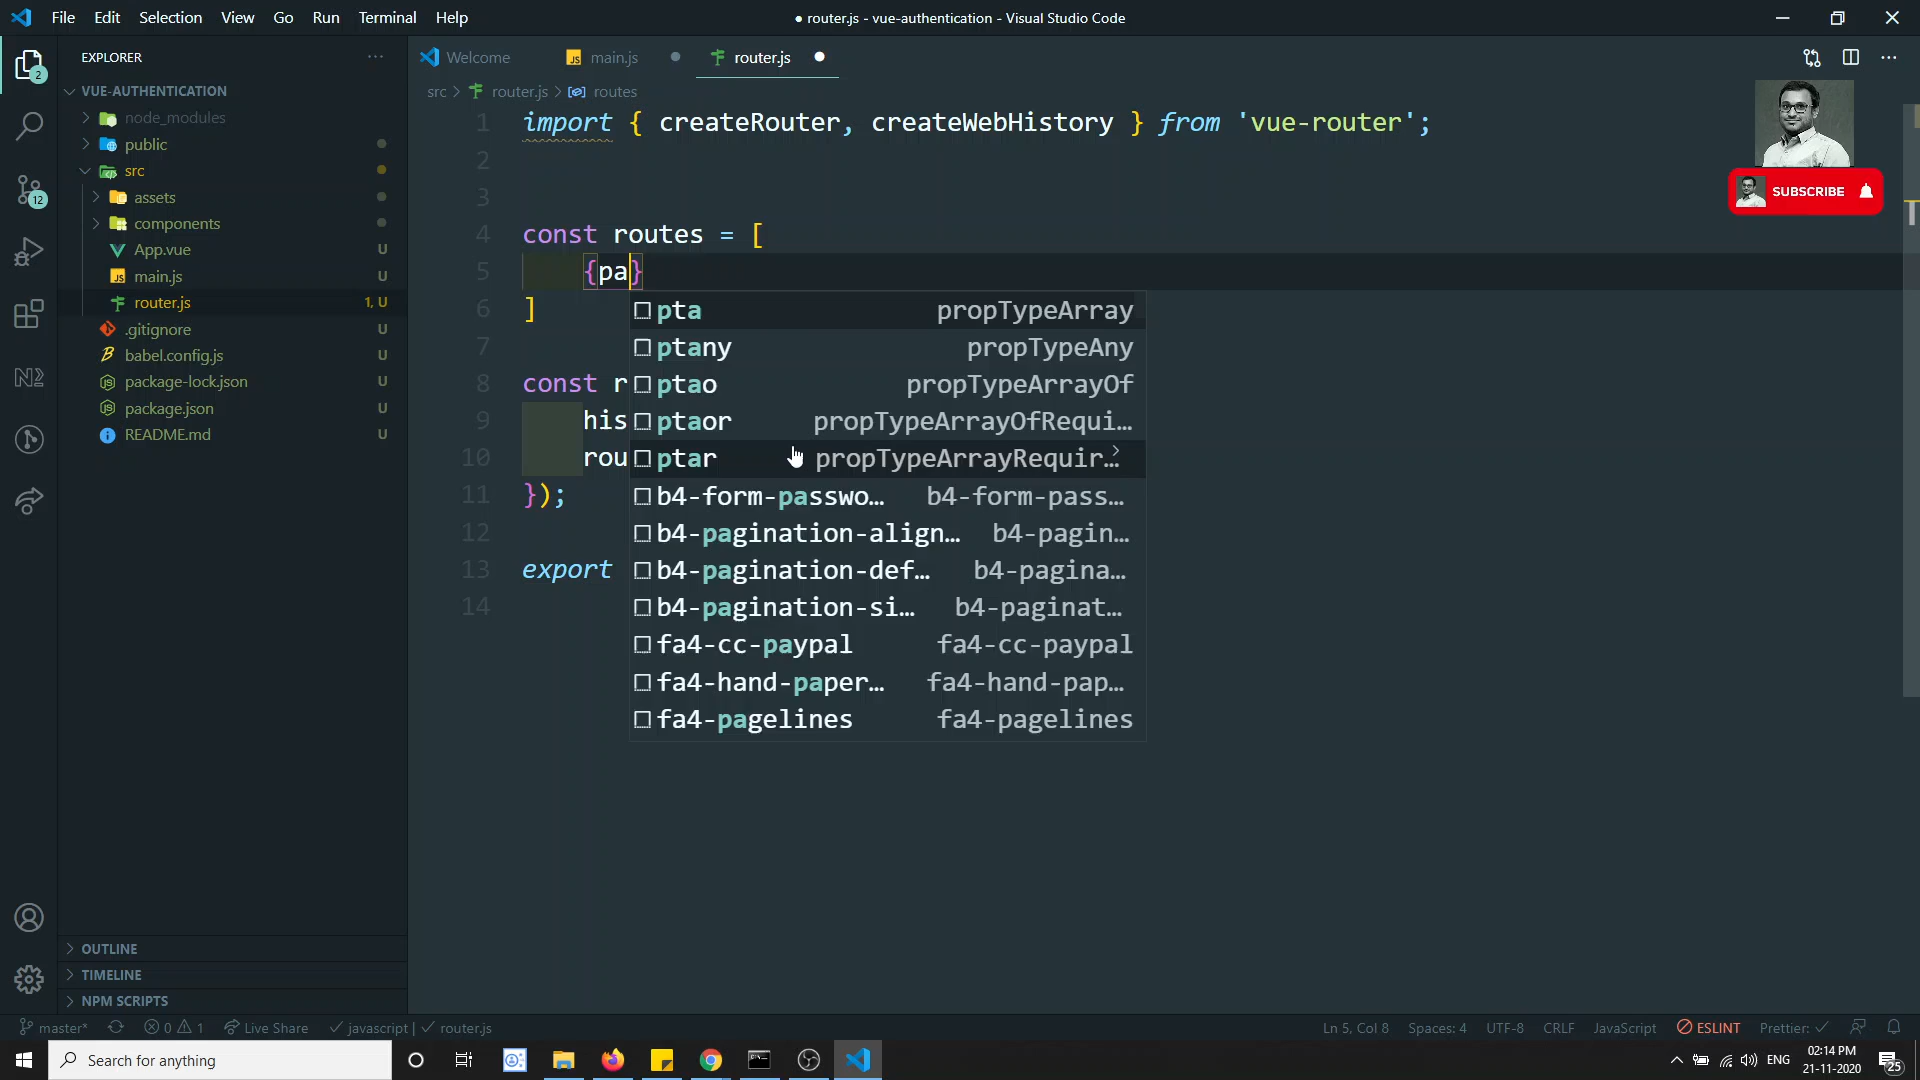 File Edit Selection View Go Run Terminal Help
● router.js - vue-authentication - Visual Studio Code
EXPLORER
Welcome
main.js
router.js
VUE-AUTHENTICATION
src > router.js > routes
node_modules
public
src
assets
components
App.vue U
main.js U
router.js 1, U
.gitignore U
babel.config.js U
package-lock.json U
package.json U
README.md U
OUTLINE
TIMELINE
NPM SCRIPTS
2
12
1 import { createRouter, createWebHistory } from 'vue-router';
2
3
4 const routes = [
5 {pa}
6 ]
7
8 const r
9 his
10 rou
11 });
12
13 export
14
pta propTypeArray
ptany propTypeAny
ptao propTypeArrayOf
ptaor propTypeArrayOfRequi…
ptar propTypeArrayRequir…
b4-form-passwo… b4-form-pass…
b4-pagination-align… b4-pagin…
b4-pagination-def… b4-pagina…
b4-pagination-si… b4-paginat…
fa4-cc-paypal fa4-cc-paypal
fa4-hand-paper… fa4-hand-pap…
fa4-pagelines fa4-pagelines
SUBSCRIBE
master* 0 1 Live Share javascript | router.js
Ln 5, Col 8 Spaces: 4 UTF-8 CRLF JavaScript ESLINT Prettier:
Search for anything
ENG
02:14 PM
21-11-2020
25